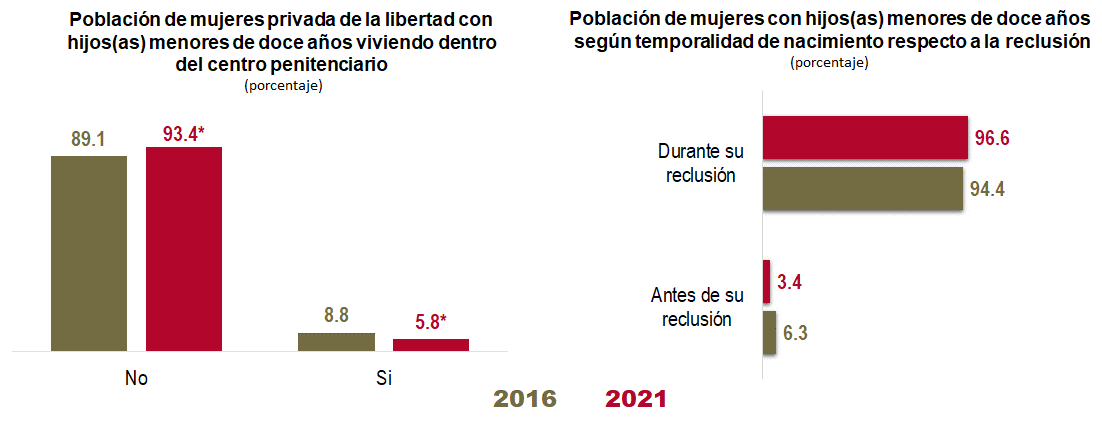 Población de mujeres privada de la libertad con
hijos(as) menores de doce años viviendo dentro
del centro penitenciario
(porcentaje)
89.1
93.4*
8.8
5.8*
No
Si
Población de mujeres con hijos(as) menores de doce años
según temporalidad de nacimiento respecto a la reclusión
(porcentaje)
Durante su
reclusión
96.6
94.4
Antes de su
reclusión
3.4
6.3
2016
2021